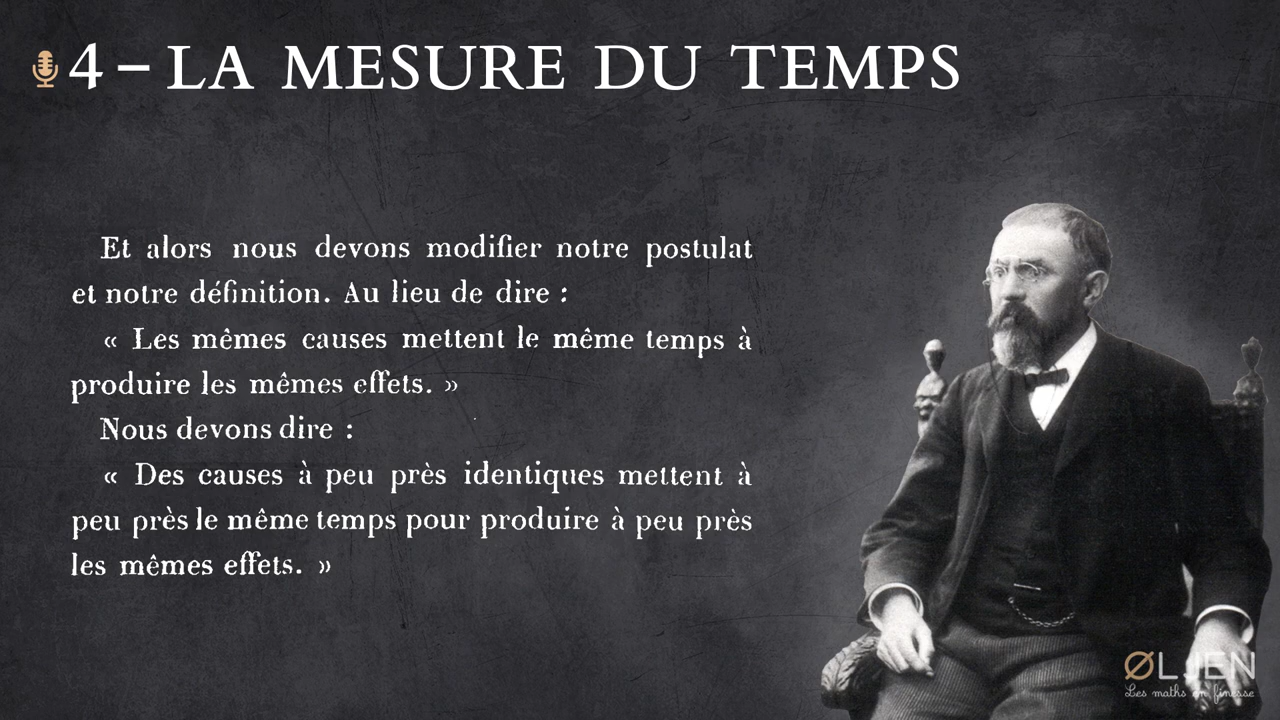 4 – LA MESURE DU TEMPS
Et alors nous devons modifier notre postulat
et notre définition. Au lieu de dire :
« Les mêmes causes mettent le même temps à
produire les mêmes effets. »
Nous devons dire :
« Des causes à peu près identiques mettent à
peu près le même temps pour produire à peu près
les mêmes effets. »
ØLJEN
Les maths en finesse